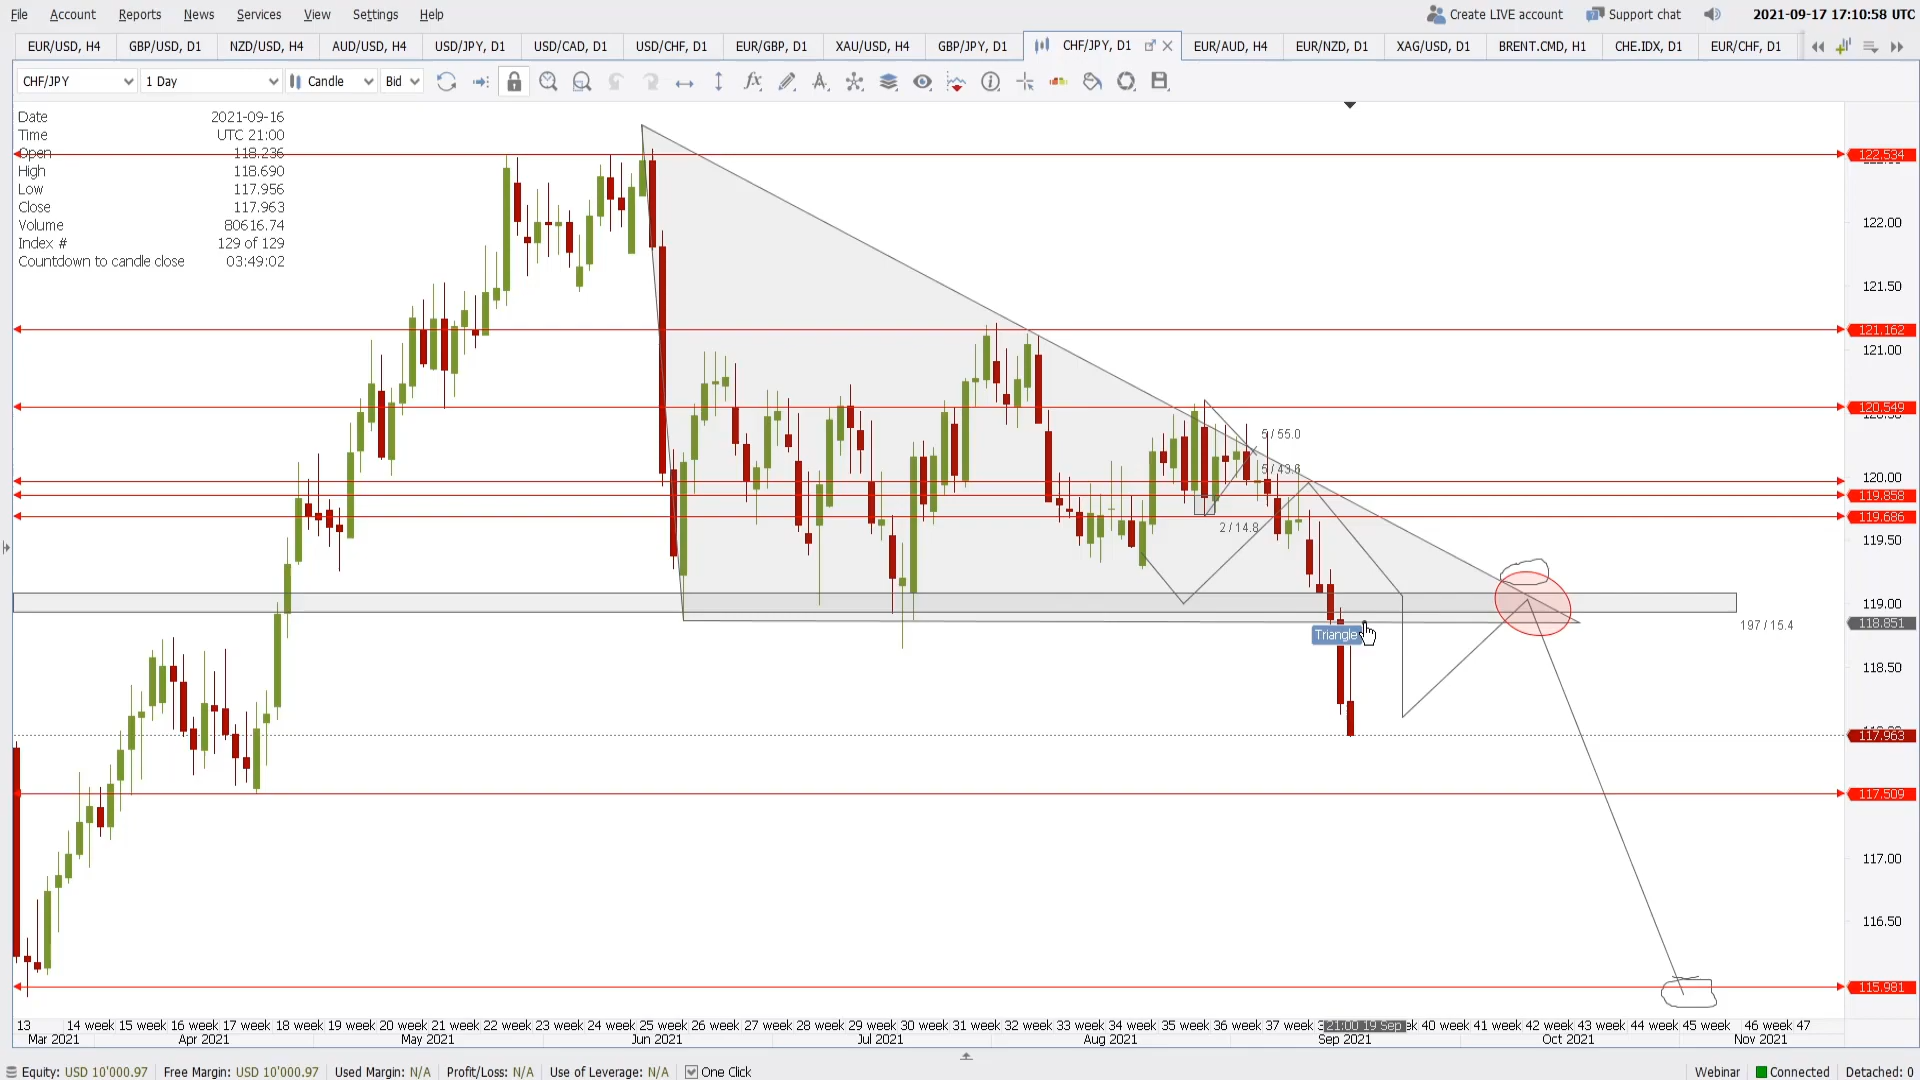 File Account Reports News Services View Settings Help Create LIVE account Support chat 2021-09-17 17:10:58 UTC
EUR/USD, H4 GBP/USD, D1 NZD/USD, H4 AUD/USD, H4 USD/JPY, D1 USD/CAD, D1 USD/CHF, D1 EUR/GBP, D1 XAU/USD, H4 GBP/JPY, D1 CHF/JPY, D1 EUR/AUD, H4 EUR/NZD, D1 XAG/USD, D1 BRENT.CMD, H1 CHE.IDX, D1 EUR/CHF, D1
CHF/JPY 1 Day Candle Bid
Date 2021-09-16
Time UTC 21:00
Open 118.236
High 118.690
Low 117.956
Close 117.963
Volume 80616.74
Index # 129 of 129
Countdown to candle close 03:49:02
122.534
122.00
121.50
121.162
121.00
120.549
5 / 55.0
5 / 43.6
120.00
119.858
119.686
2 / 14.8
119.50
119.00
118.851
197 / 15.4
Triangle
118.50
117.963
117.509
117.00
116.50
115.981
13 14 week 15 week 16 week 17 week 18 week 19 week 20 week 21 week 22 week 23 week 24 week 25 week 26 week 27 week 28 week 29 week 30 week 31 week 32 week 33 week 34 week 35 week 36 week 37 week 3 21:00 19 Sep ek 40 week 41 week 42 week 43 week 44 week 45 week 46 week 47
Mar 2021 Apr 2021 May 2021 Jun 2021 Jul 2021 Aug 2021 Sep 2021 Oct 2021 Nov 2021
Equity: USD 10'000.97 Free Margin: USD 10'000.97 Used Margin: N/A Profit/Loss: N/A Use of Leverage: N/A One Click Webinar Connected Detached: 0